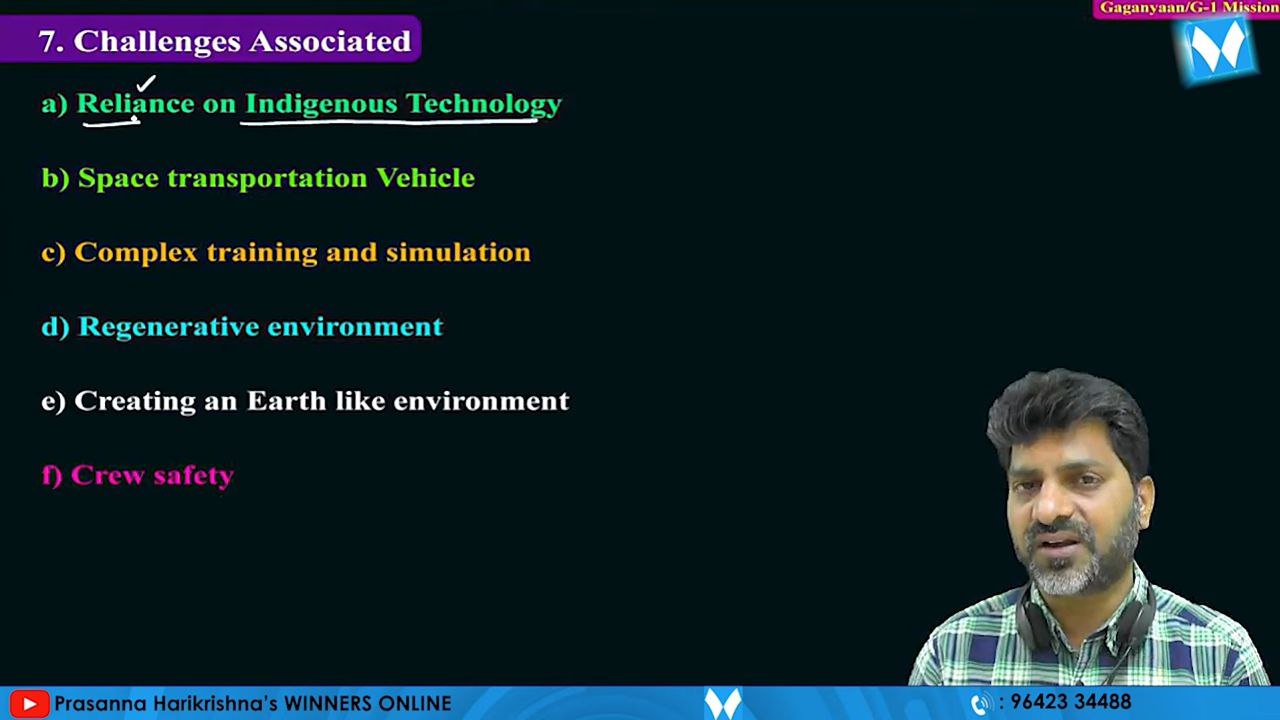 Gaganyaan/G-1 Mission
7. Challenges Associated
a) Reliance on Indigenous Technology
b) Space transportation Vehicle
c) Complex training and simulation
d) Regenerative environment
e) Creating an Earth like environment
f) Crew safety
Prasanna Harikrishna's WINNERS ONLINE
: 96423 34488